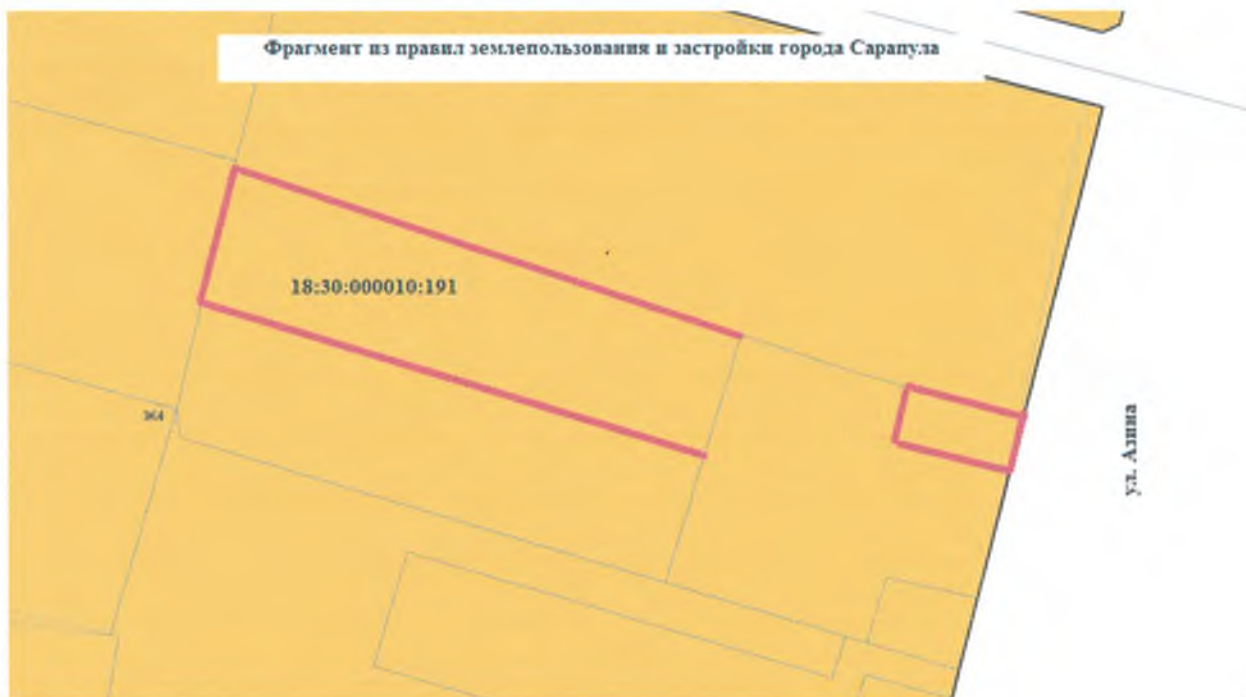 Фрагмент из правил землепользования и застройки города Сарапула
18:30:000010:191
ул. Азина